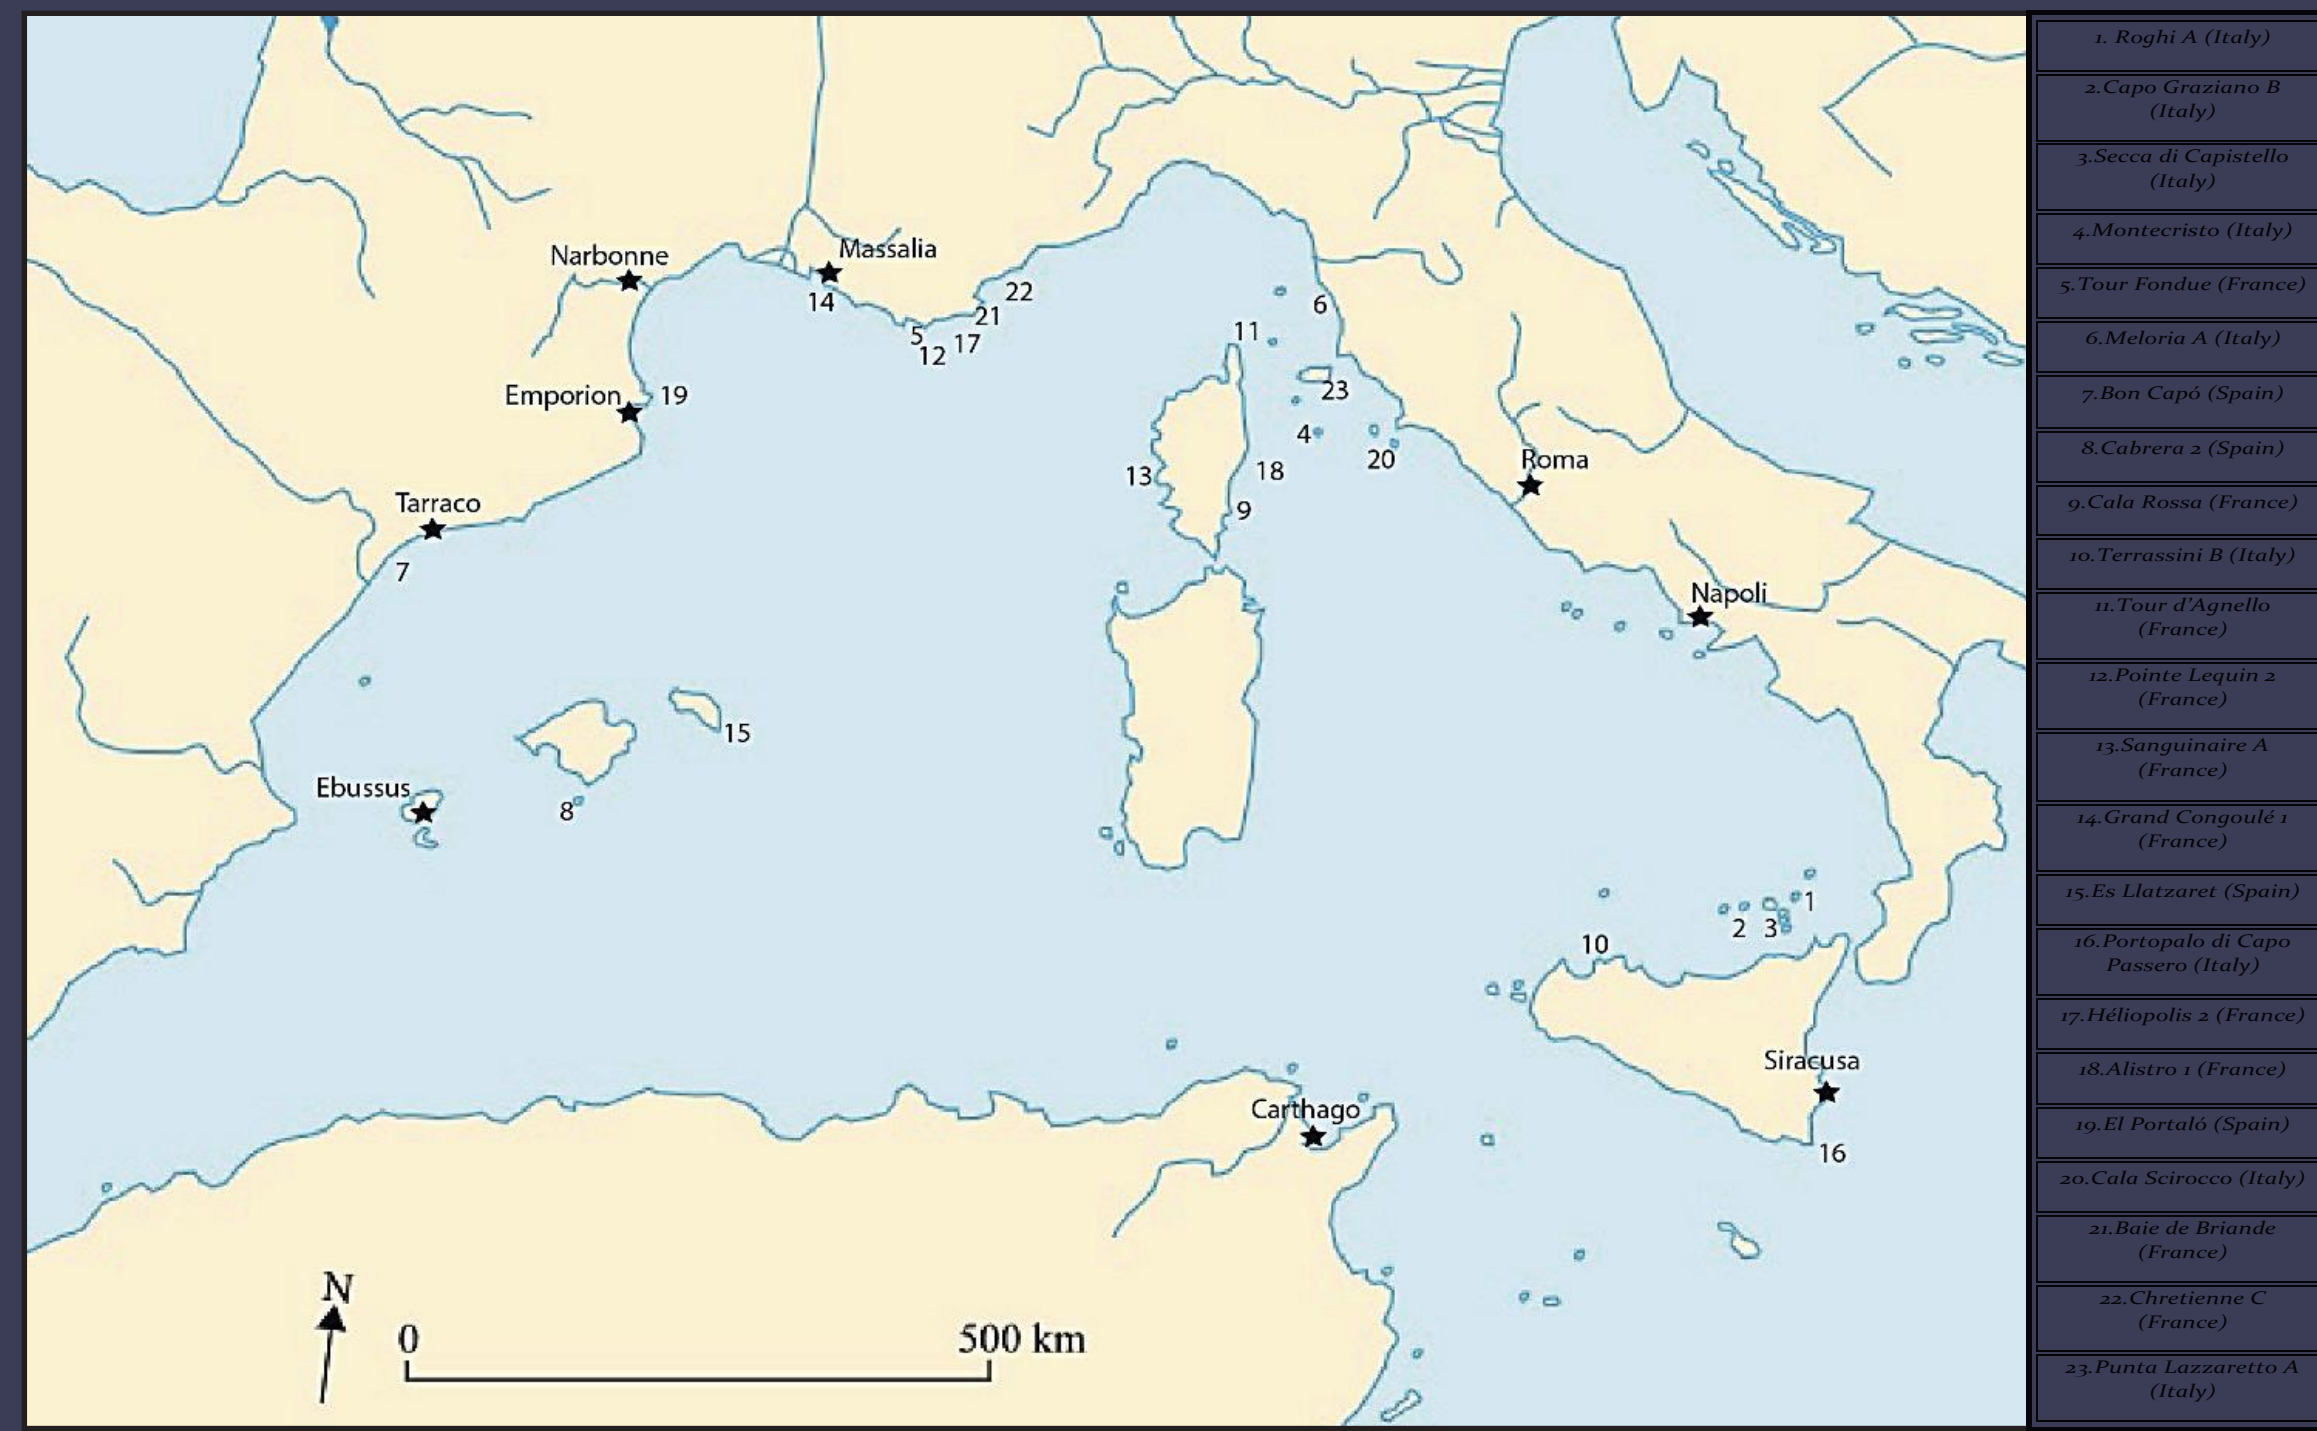 Narbonne
Massalia
14
22
21
5
17
12
6
11
23
Emporion
19
4
20
13
18
Roma
9
Tarraco
7
Napoli
15
Ebussus
8
1
2
3
10
Siracusa
Carthago
16
N
0
500 km
1. Roghi A (Italy)
2.Capo Graziano B
(Italy)
3.Secca di Capistello
(Italy)
4.Montecristo (Italy)
5.Tour Fondue (France)
6.Meloria A (Italy)
7.Bon Capó (Spain)
8.Cabrera 2 (Spain)
9.Cala Rossa (France)
10.Terrassini B (Italy)
11.Tour d’Agnello
(France)
12.Pointe Lequin 2
(France)
13.Sanguinaire A
(France)
14.Grand Congoulé 1
(France)
15.Es Llatzaret (Spain)
16.Portopalo di Capo
Passero (Italy)
17.Héliopolis 2 (France)
18.Alistro 1 (France)
19.El Portaló (Spain)
20.Cala Scirocco (Italy)
21.Baie de Briande
(France)
22.Chretienne C
(France)
23.Punta Lazzaretto A
(Italy)